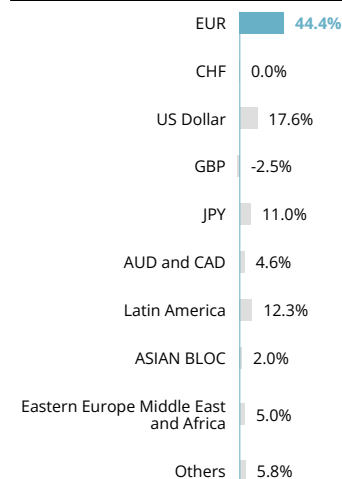 EUR 44.4%
CHF 0.0%
US Dollar 17.6%
GBP -2.5%
JPY 11.0%
AUD and CAD 4.6%
Latin America 12.3%
ASIAN BLOC 2.0%
Eastern Europe Middle East
and Africa 5.0%
Others 5.8%